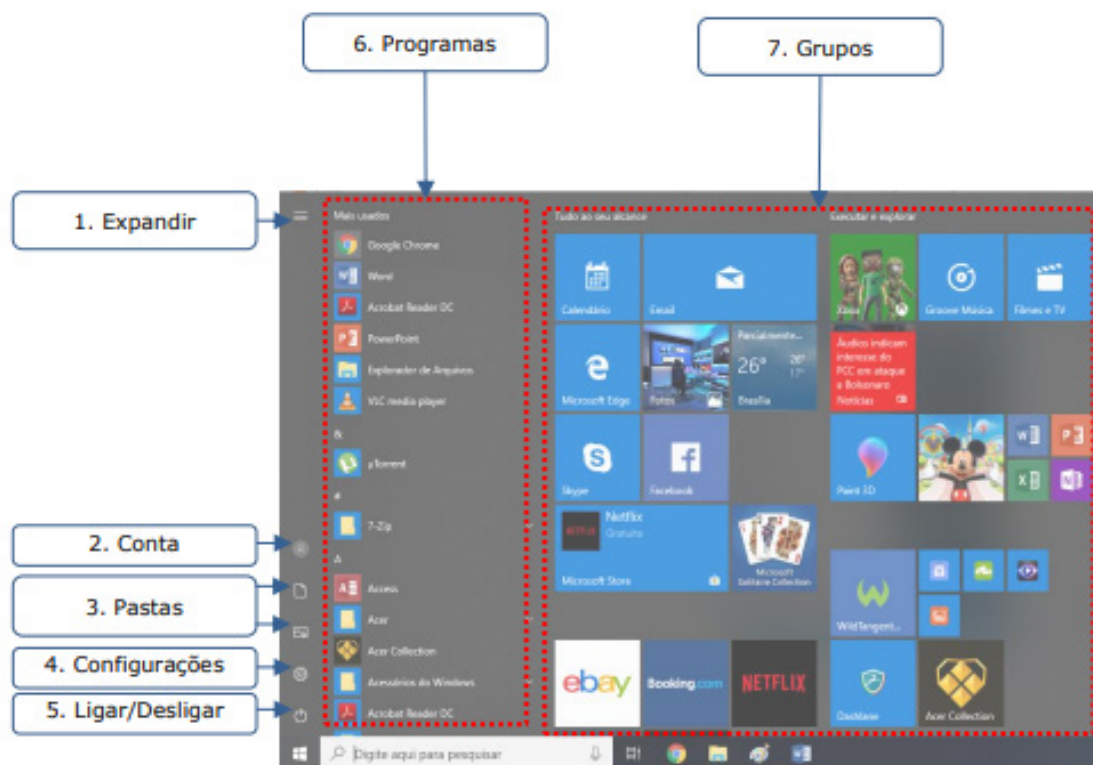 6. Programas
7. Grupos
1. Expandir
2. Conta
3. Pastas
4. Configurações
5. Ligar/Desligar
Mais usados
Google Chrome
Word
Acrobat Reader DC
PowerPoint
Explorador de Arquivos
VLC media player
&
µTorrent
#
7-Zip
A
Access
Acer
Acer Collection
Acessórios do Windows
Acrobat Reader DC
Tudo ao seu alcance
Executar e explorar
Calendário
Email
Xbox
Groove Música
Filmes e TV
Microsoft Edge
Fotos
Parcialmente...
26°
26°
17°
Brasília
Áudios indicam
interesse do
PCC em ataque
a Bolsonaro
Notícias
Skype
Facebook
Paint 3D
Netflix
Gratuito
NETFLIX
Microsoft Store
Microsoft
Solitaire Collection
WildTangent...
ebay
Booking.com
NETFLIX
Dashlane
Acer Collection
Digite aqui para pesquisar